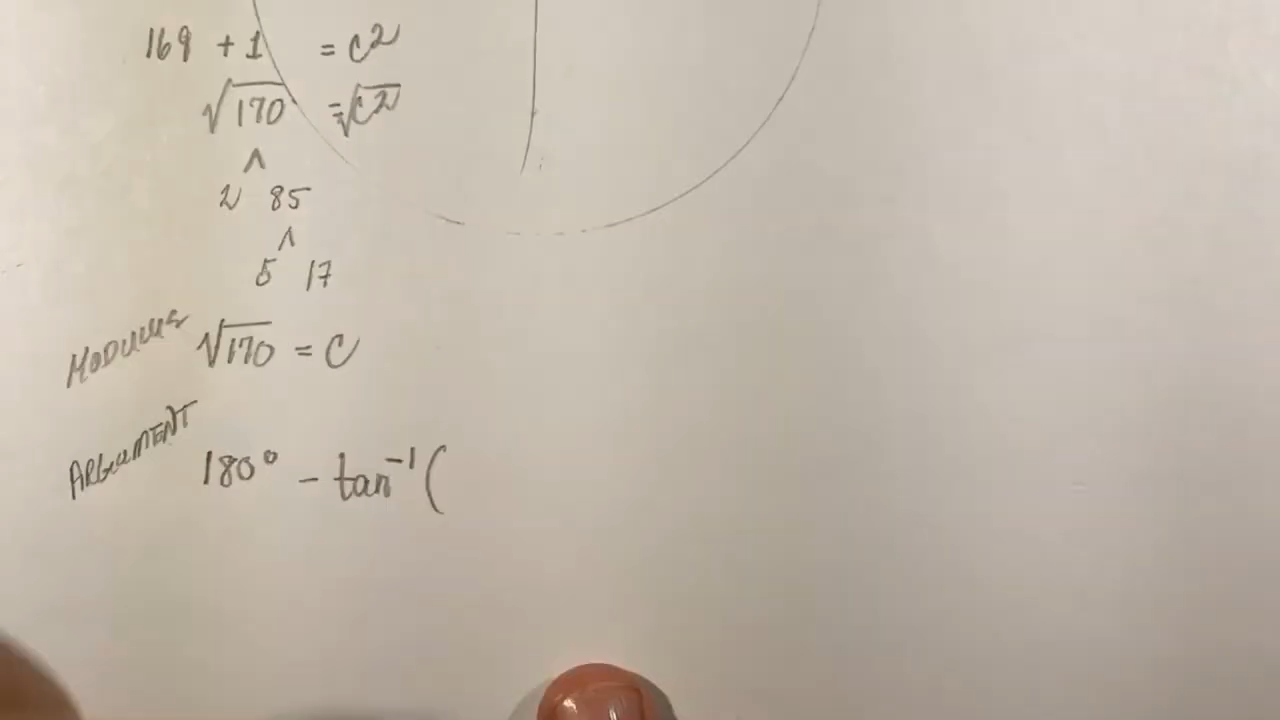 169 + 1 = c2
√170 = √c2
^
2 85
^
5 17
MODULUS √170 = c
ARGUMENT 180° - tan⁻¹(